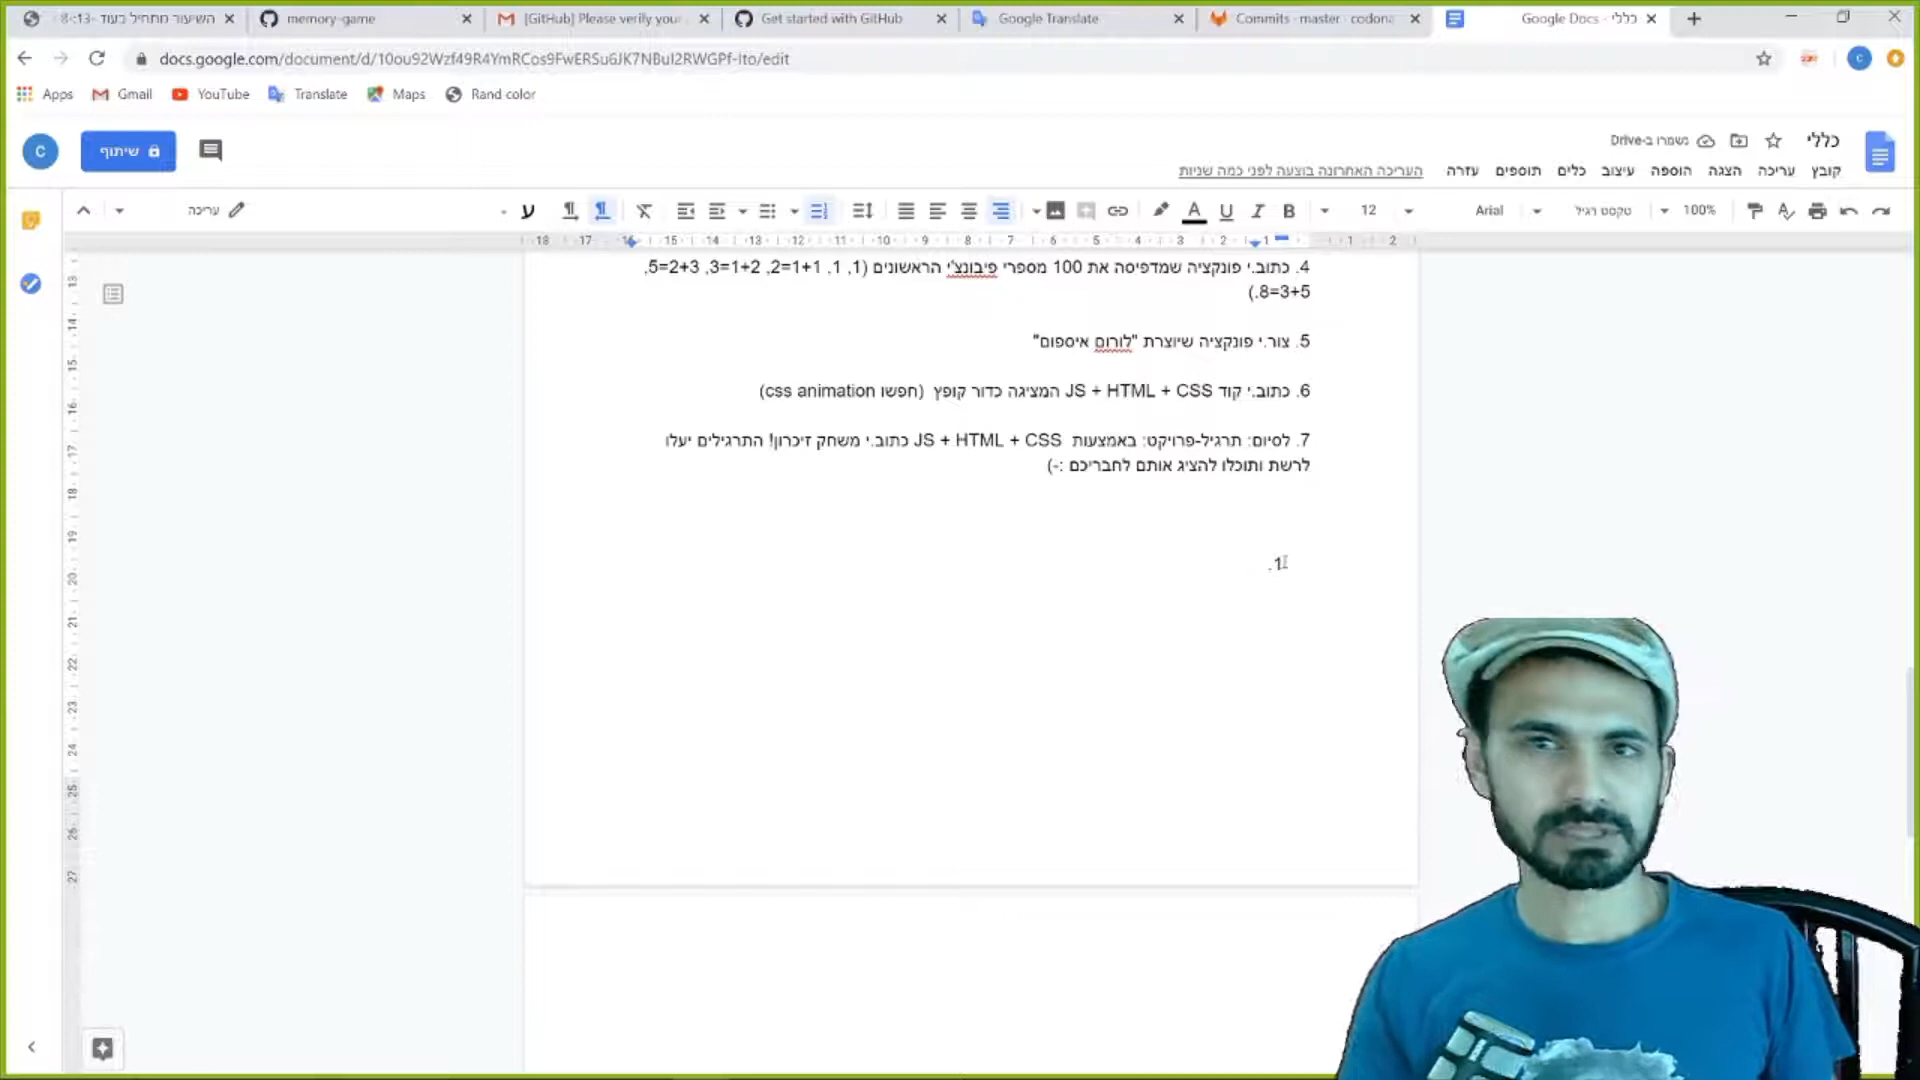 השיעור מתחיל בעוד 8:13-
memory-game
[GitHub] Please verify your
Get started with GitHub
Google Translate
Commits · master · codona
Google Docs - כללי
docs.google.com/document/d/10ou92Wzf49R4YmRCos9FwERSu6JK7NBuI2RWGPf-Ito/edit
Apps
Gmail
YouTube
Translate
Maps
Rand color
כללי
נשמרו ב-Drive
C
שיתוף
קובץ עריכה הצגה הוספה עיצוב כלים תוספים עזרה
העריכה האחרונה בוצעה לפני כמה שניות
100%
טקסט רגיל
Arial
12
עריכה
4. כתוב.י פונקציה שמדפיסה את 100 מספרי פיבונצ'י הראשונים (1, 1, 1+1=2, 1+2=3, 2+3=5,
5+3=8.)
5. צור.י פונקציה שיוצרת "לורום איספום"
6. כתוב.י קוד JS + HTML + CSS המציגה כדור קופץ (חפשו css animation)
7. לסיום: תרגיל-פרויקט: באמצעות JS + HTML + CSS כתוב.י משחק זיכרון! התרגילים יעלו
לרשת ותוכלו להציג אותם לחבריכם :-)
1.